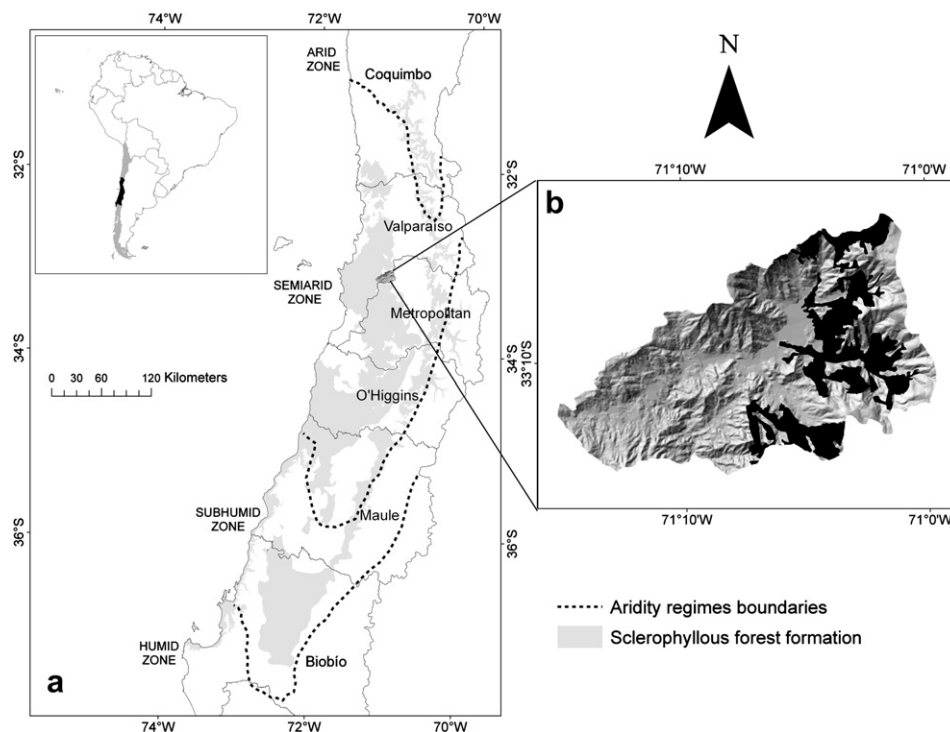 74°W
72°W
70°W
ARID
ZONE
Coquimbo
N
32°S
32°S
71°10'W
71°0'W
b
Valparaíso
SEMIARID
ZONE
Metropolitan
34°S
34°S
33°10'S
0 30 60 120 Kilometers
O'Higgins
SUBHUMID
ZONE
Maule
36°S
36°S
71°10'W
71°0'W
Aridity regimes boundaries
Sclerophyllous forest formation
HUMID
ZONE
Biobío
a
74°W
72°W
70°W